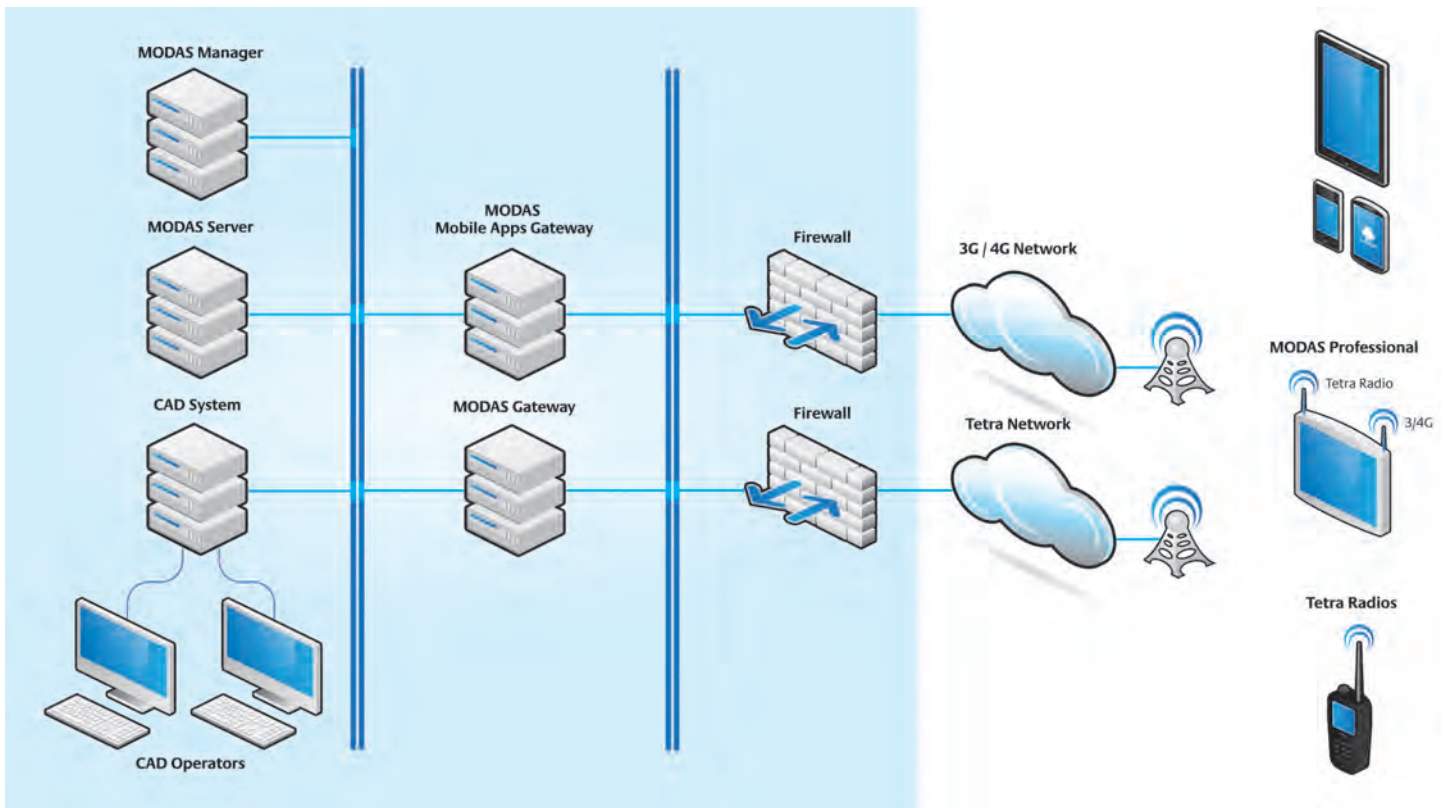 MODAS Manager
MODAS Server
CAD System
CAD Operators
MODAS
Mobile Apps Gateway
MODAS Gateway
Firewall
Firewall
3G / 4G Network
Tetra Network
MODAS Professional
Tetra Radio
3/4G
Tetra Radios